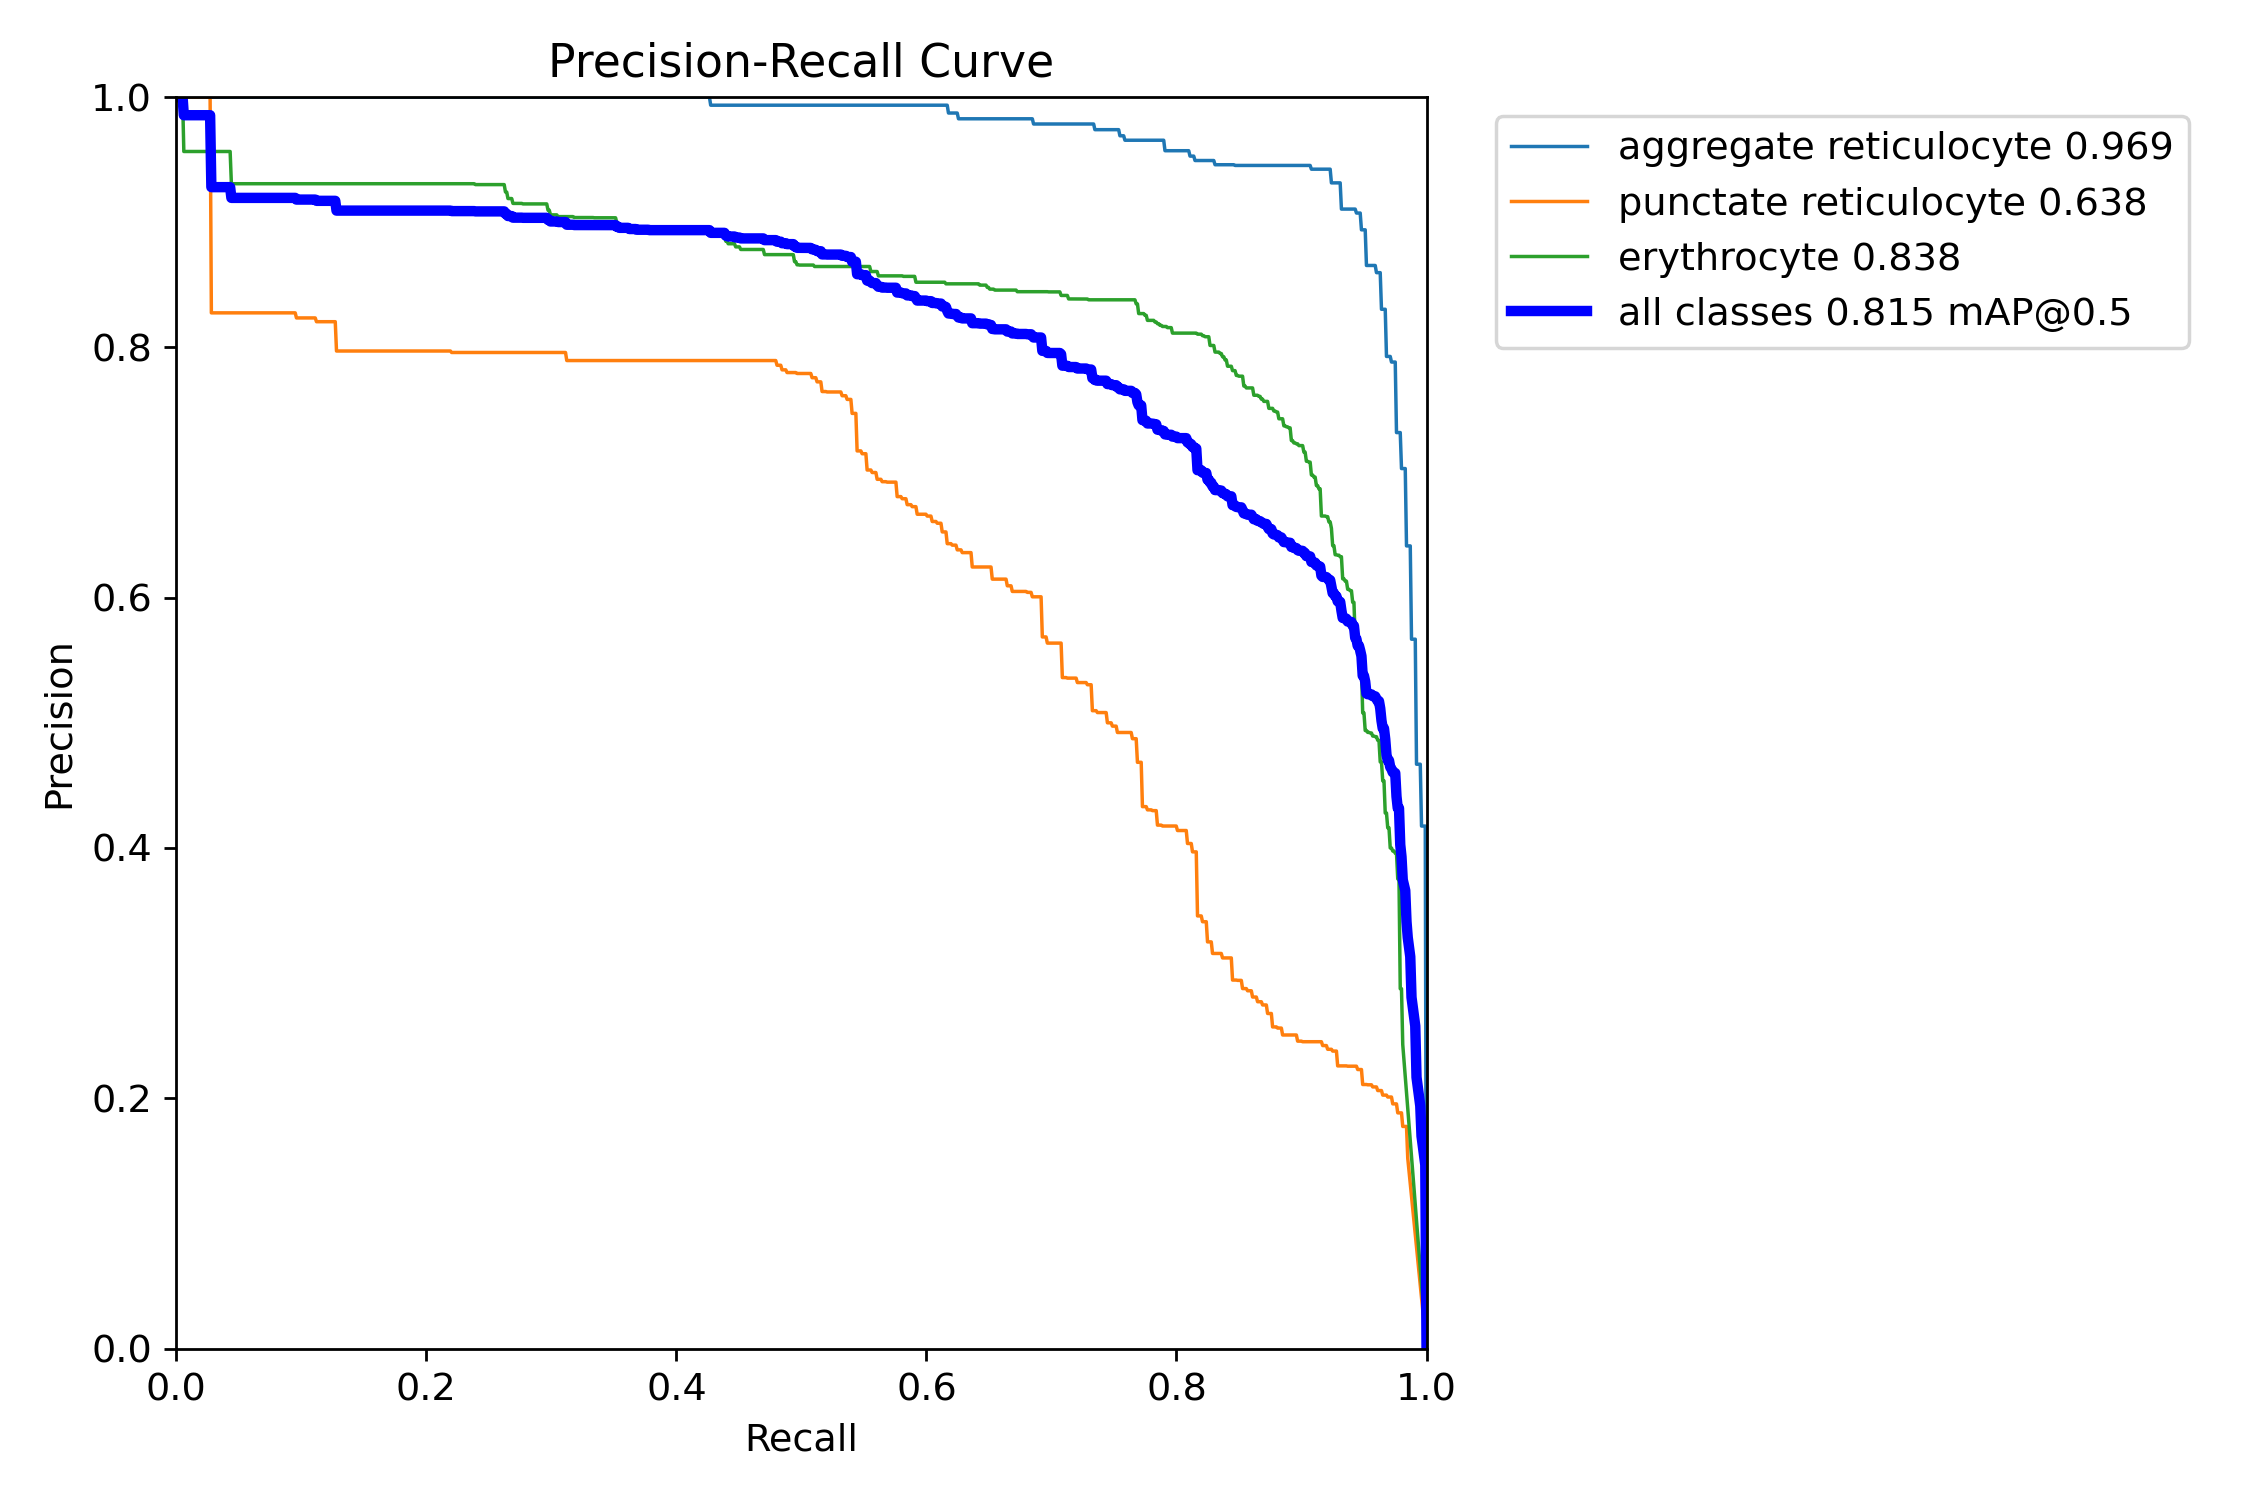 Precision-Recall Curve
1.0
0.8
0.6
0.4
0.2
0.0
Precision
0.0 0.2 0.4 0.6 0.8 1.0
Recall
aggregate reticulocyte 0.969
punctate reticulocyte 0.638
erythrocyte 0.838
all classes 0.815 mAP@0.5